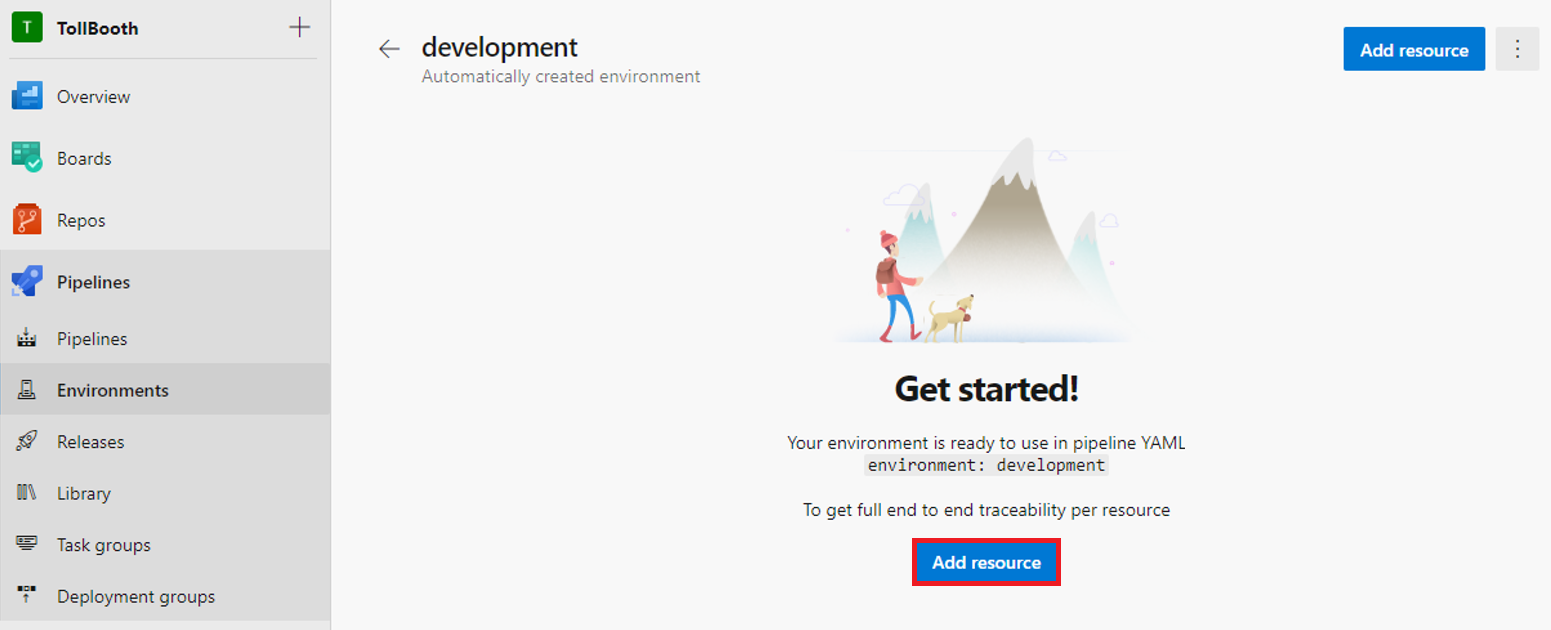 T TollBooth
Overview
Boards
Repos
Pipelines
Pipelines
Environments
Releases
Library
Task groups
Deployment groups
development
Automatically created environment
Add resource
Get started!
Your environment is ready to use in pipeline YAML
environment: development
To get full end to end traceability per resource
Add resource